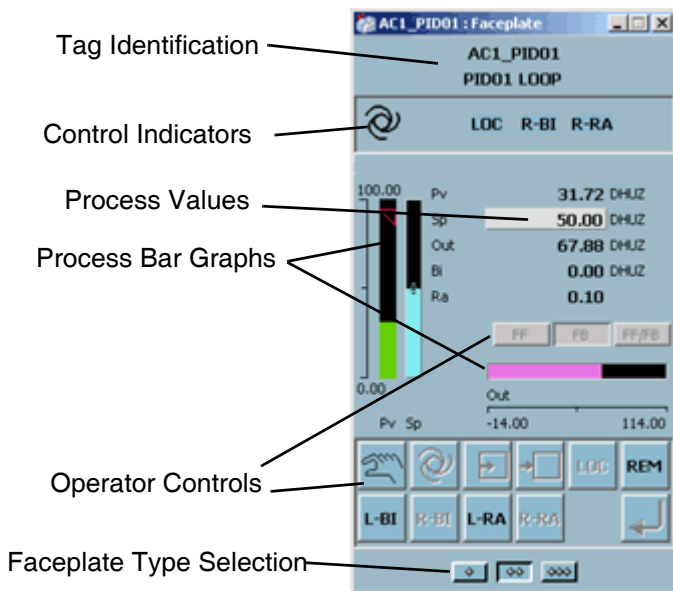 AC1_PID01 : Faceplate
Tag Identification
AC1_PID01
PID01 LOOP
Control Indicators
LOC R-BI R-RA
Process Values
Process Bar Graphs
100.00
Pv 31.72 DHUZ
Sp 50.00 DHUZ
Out 67.88 DHUZ
Bi 0.00 DHUZ
Ra 0.10
FF FB FF/FB
0.00
Out
Pv Sp
-14.00 114.00
Operator Controls
LOC REM
L-BI R-BI L-RA R-RA
Faceplate Type Selection